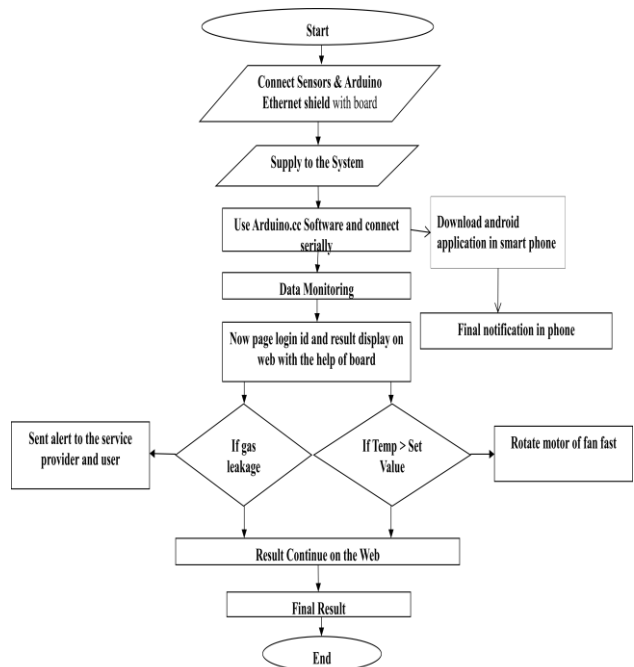 Start
Connect Sensors & Arduino
Ethernet shield with board
Supply to the System
Use Arduino.cc Software and connect
serially
Download android
application in smart phone
Data Monitoring
Final notification in phone
Now page login id and result display on
web with the help of board
Sent alert to the service
provider and user
If gas
leakage
If Temp > Set
Value
Rotate motor of fan fast
Result Continue on the Web
Final Result
End